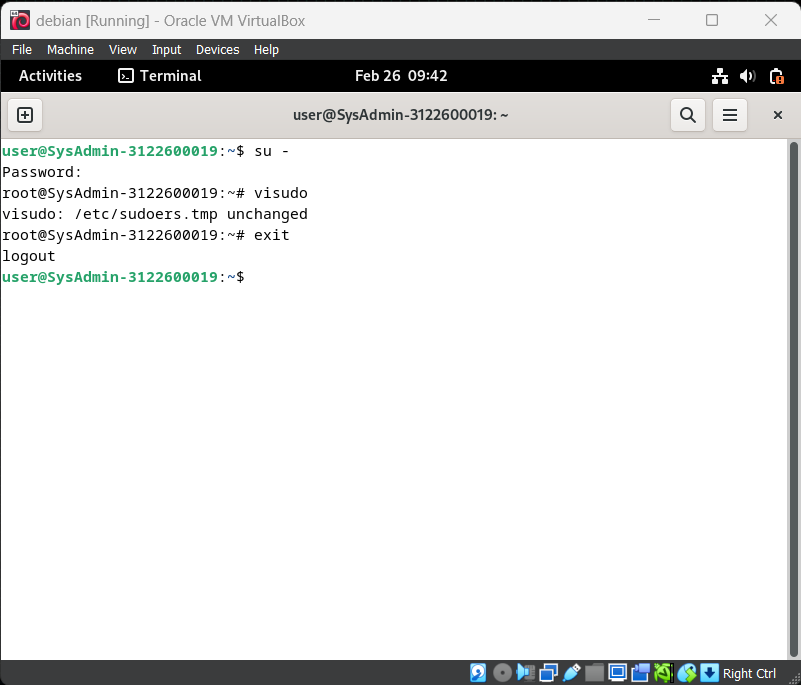 debian [Running] - Oracle VM VirtualBox
File Machine View Input Devices Help
Activities Terminal Feb 26 09:42
user@SysAdmin-3122600019: ~
user@SysAdmin-3122600019:~$ su -
Password:
root@SysAdmin-3122600019:~# visudo
visudo: /etc/sudoers.tmp unchanged
root@SysAdmin-3122600019:~# exit
logout
user@SysAdmin-3122600019:~$
Right Ctrl